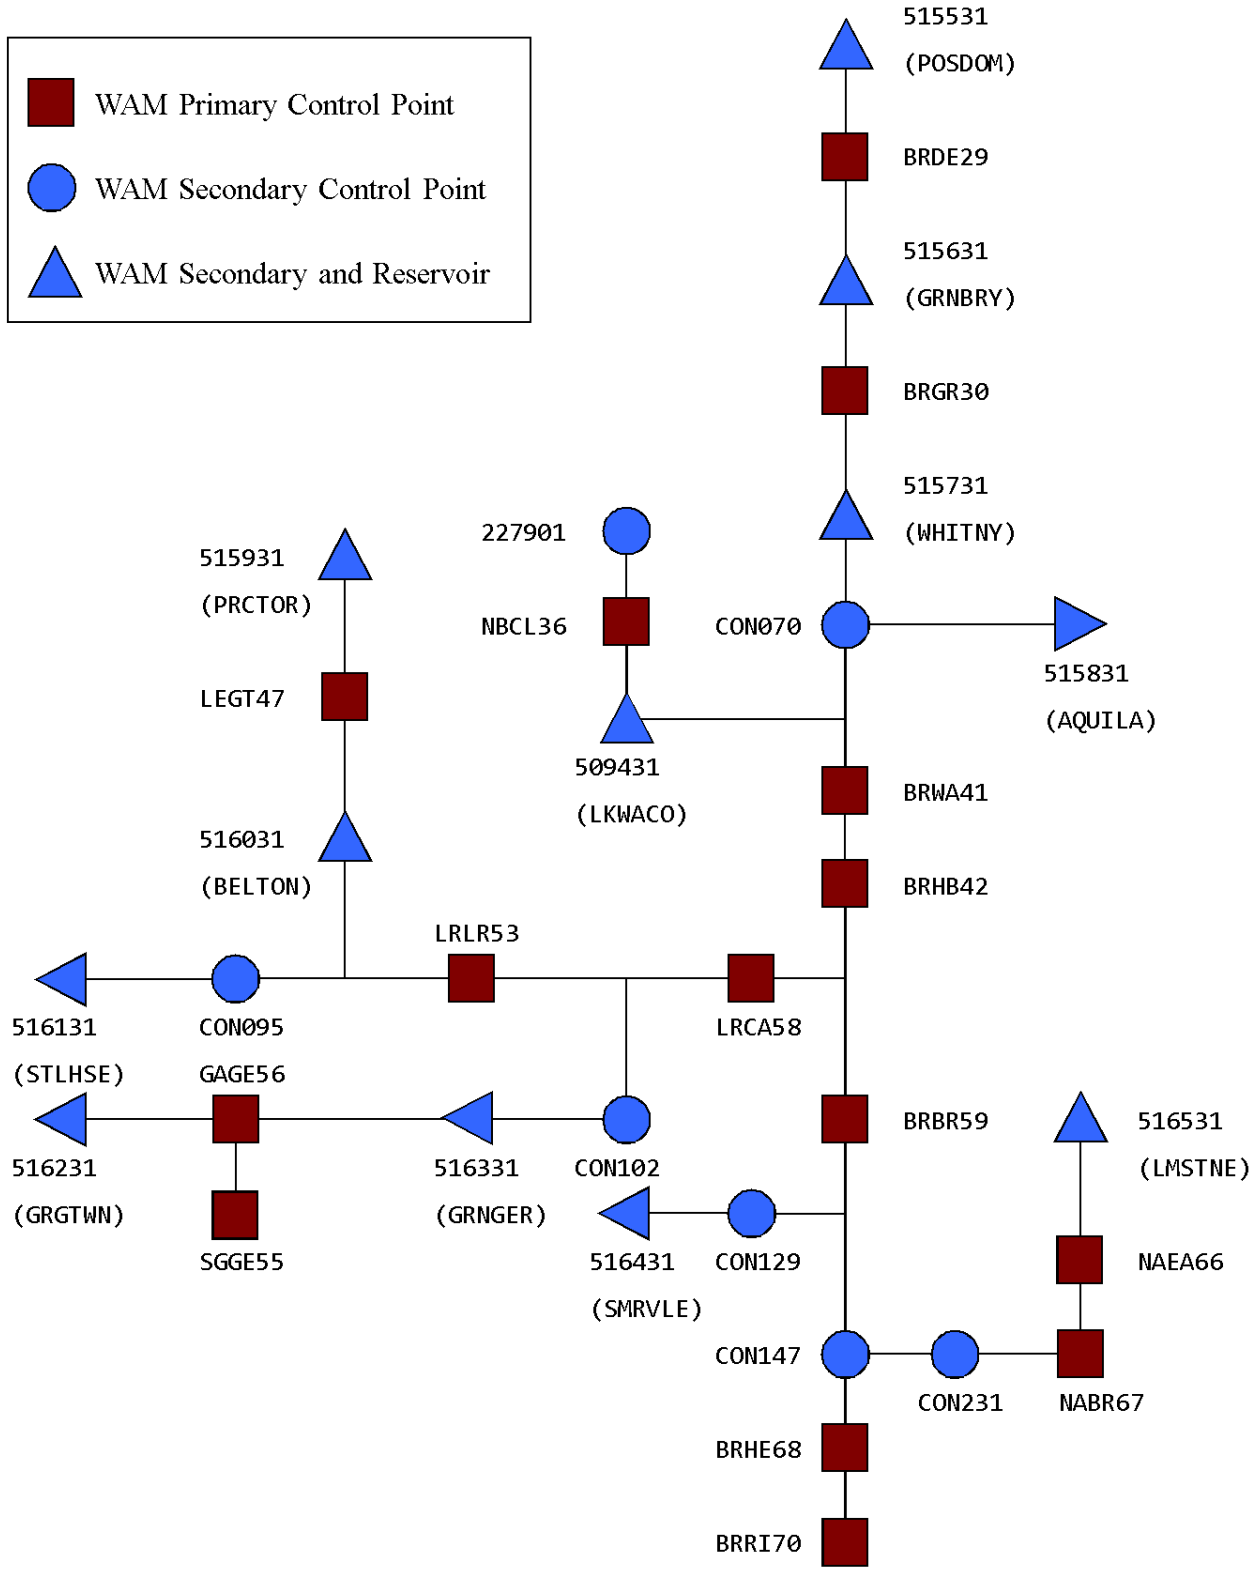 WAM Primary Control Point
WAM Secondary Control Point
WAM Secondary and Reservoir
515531
(POSDOM)
BRDE29
515631
(GRNBRY)
BRGR30
515731
(WHITNY)
227901
515931
(PRCTOR)
NBCL36
CON070
515831
(AQUILA)
LEGT47
509431
(LKWACO)
BRWA41
516031
(BELTON)
BRHB42
LRLR53
516131
(STLHSE)
CON095
LRCA58
GAGE56
BRBR59
516531
(LMSTNE)
516231
(GRGTWN)
516331
(GRNGER)
CON102
SGGE55
516431
(SMRVLE)
CON129
NAEA66
CON147
CON231
NABR67
BRHE68
BRRI70